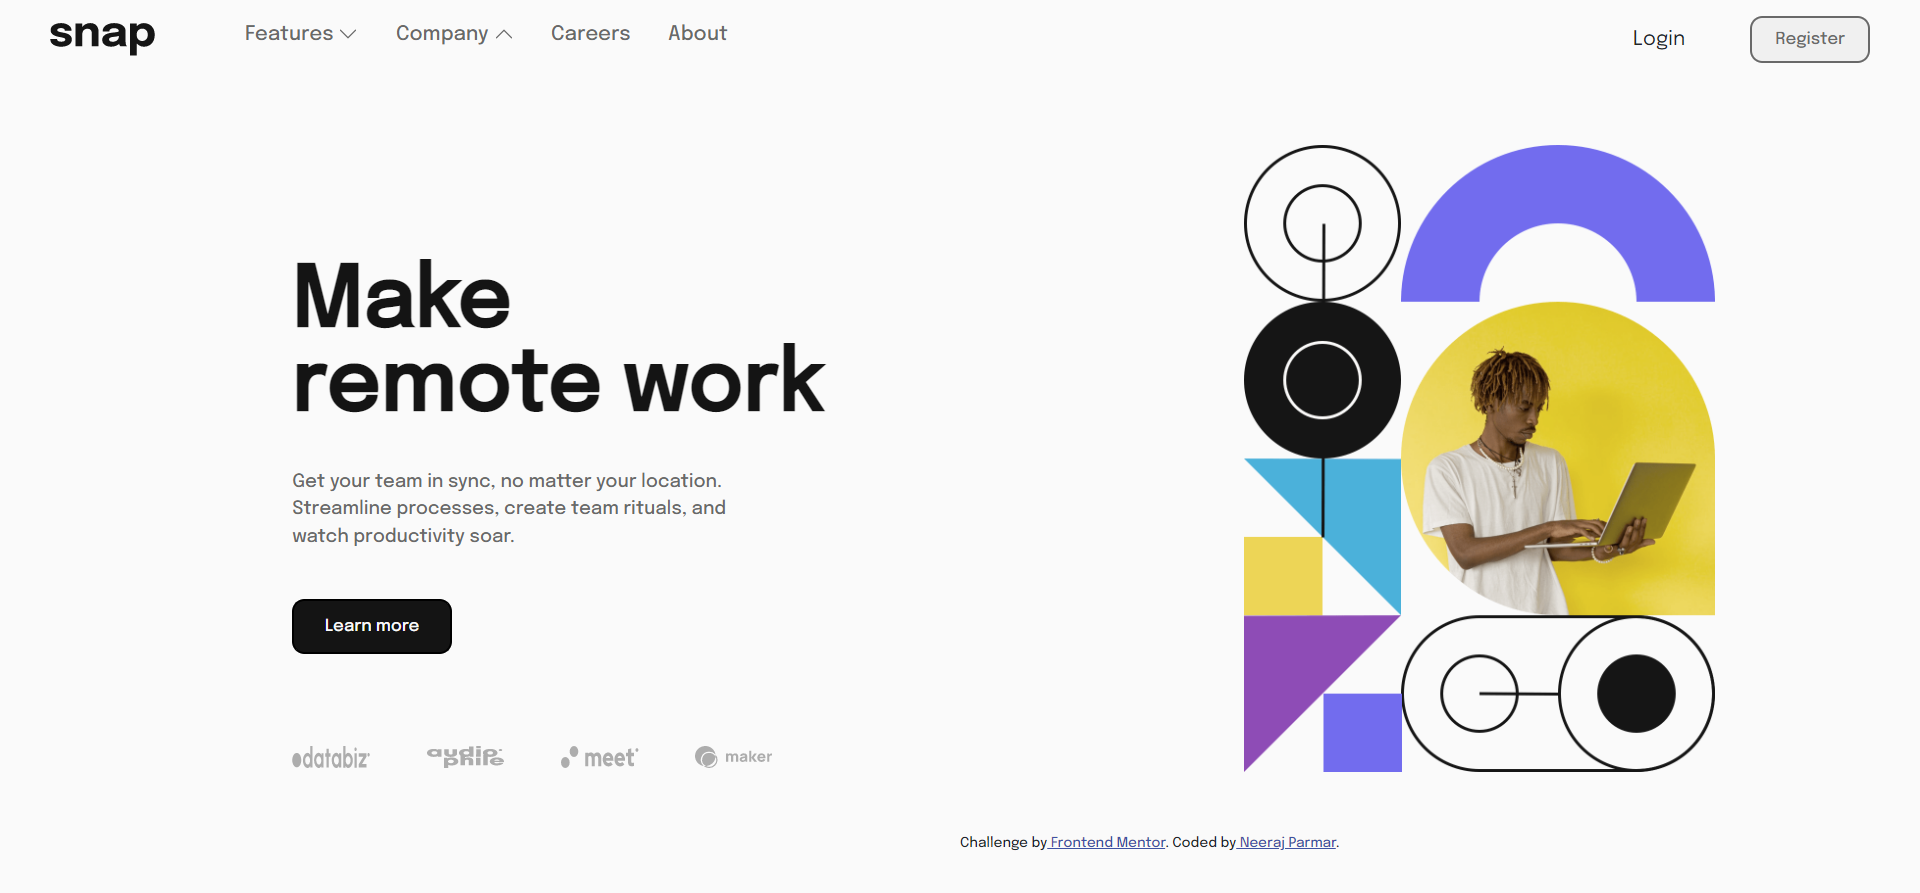 snap
Features
Company
Careers
About
Login
Register
Make
remote work
Get your team in sync, no matter your location.
Streamline processes, create team rituals, and
watch productivity soar.
Learn more
databiz
audiophile
meet
maker
Challenge by Frontend Mentor. Coded by Neeraj Parmar.